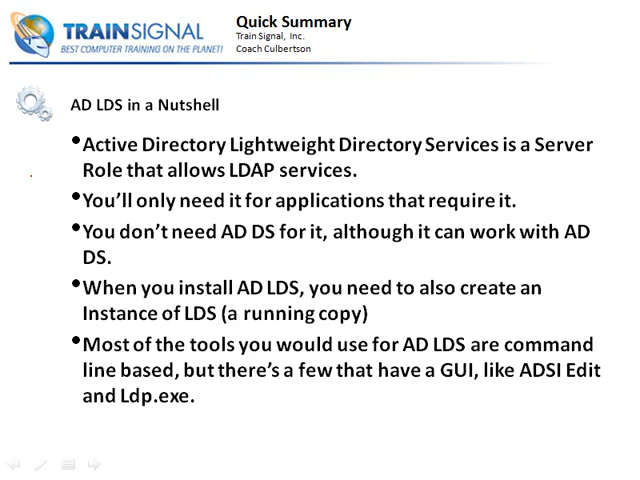 TRAINSIGNAL
BEST COMPUTER TRAINING ON THE PLANET!
Quick Summary
Train Signal, Inc.
Coach Culbertson
AD LDS in a Nutshell
•Active Directory Lightweight Directory Services is a Server
Role that allows LDAP services.
•You'll only need it for applications that require it.
•You don't need AD DS for it, although it can work with AD
DS.
•When you install AD LDS, you need to also create an
Instance of LDS (a running copy)
•Most of the tools you would use for AD LDS are command
line based, but there's a few that have a GUI, like ADSI Edit
and Ldp.exe.